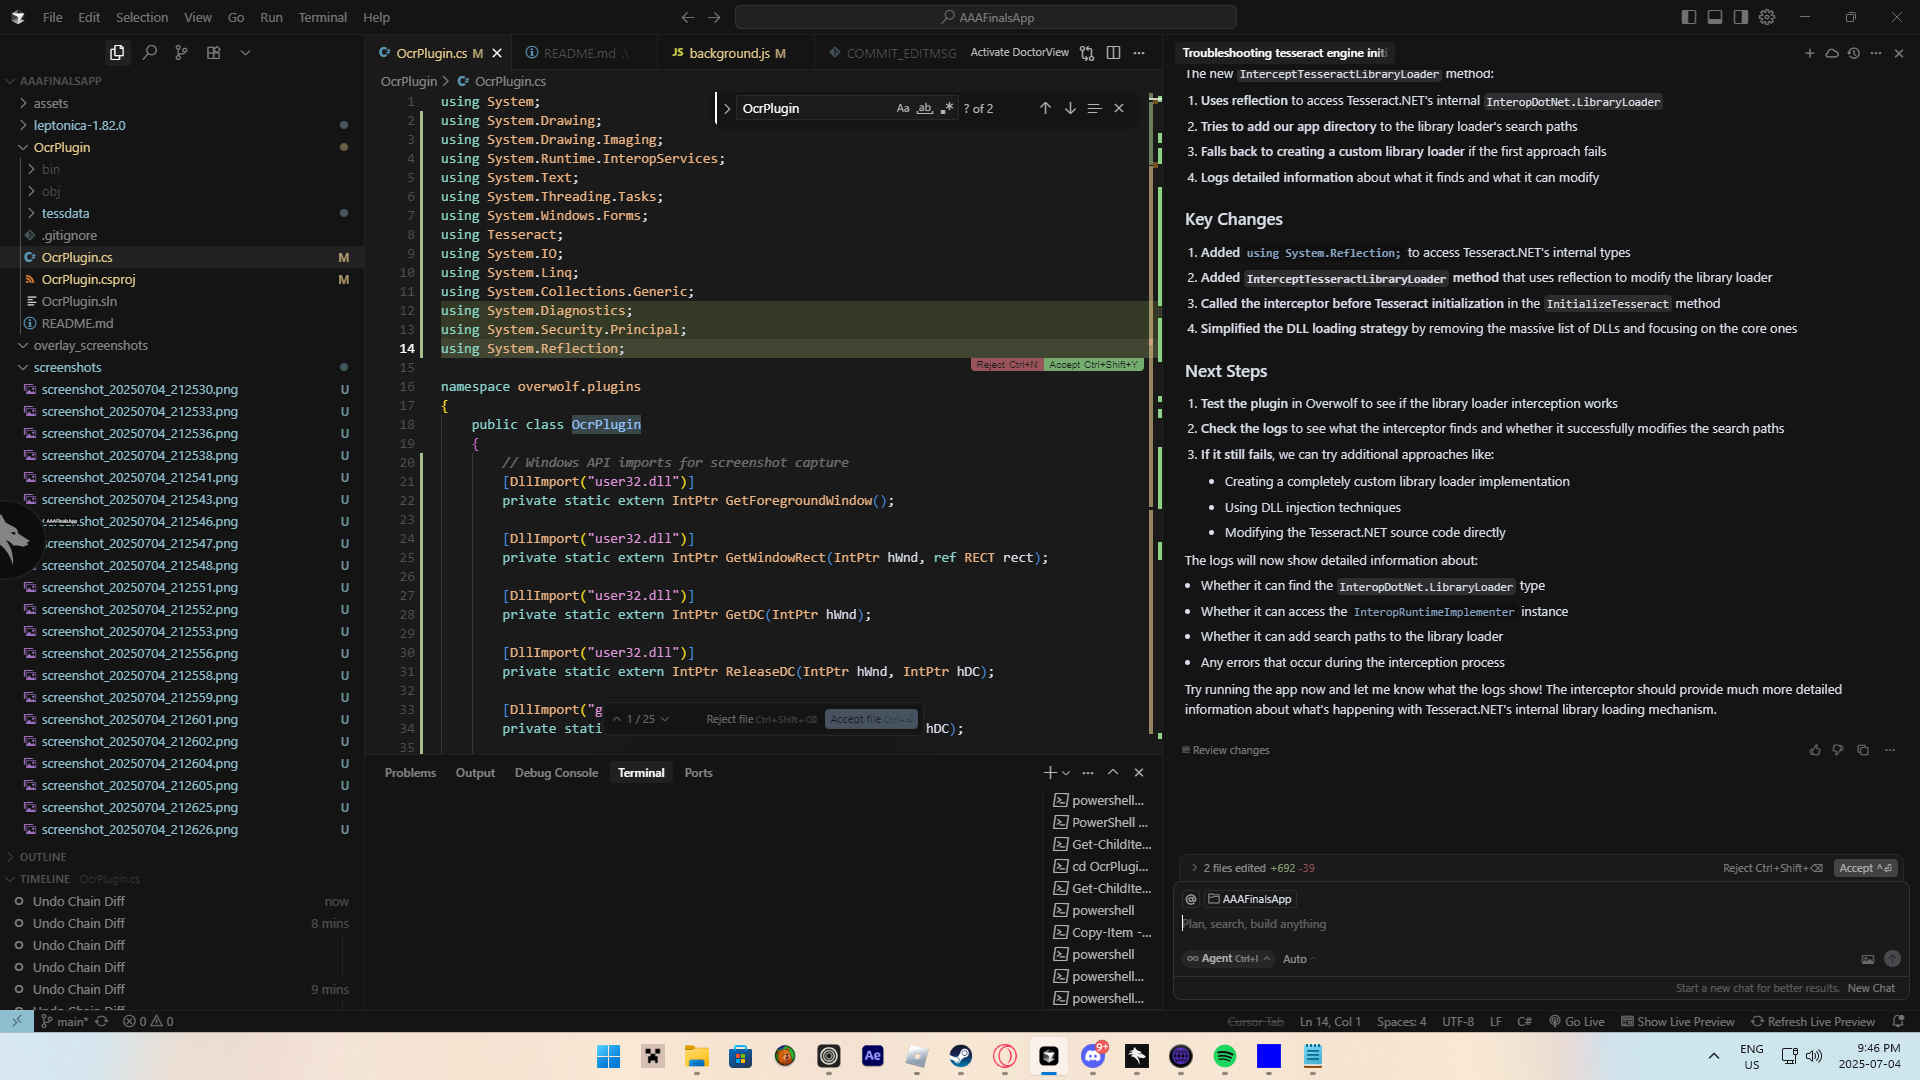 File Edit Selection View Go Run Terminal Help
AAAFinalsApp
AAAFINALSAPP
assets
leptonica-1.82.0
OcrPlugin
bin
obj
tessdata
.gitignore
OcrPlugin.cs M
OcrPlugin.csproj M
OcrPlugin.sln
README.md
overlay_screenshots
screenshots
screenshot_20250704_212530.png U
screenshot_20250704_212533.png U
screenshot_20250704_212536.png U
screenshot_20250704_212538.png U
screenshot_20250704_212541.png U
screenshot_20250704_212543.png U
screenshot_20250704_212546.png U
screenshot_20250704_212547.png U
screenshot_20250704_212548.png U
screenshot_20250704_212551.png U
screenshot_20250704_212552.png U
screenshot_20250704_212553.png U
screenshot_20250704_212556.png U
screenshot_20250704_212558.png U
screenshot_20250704_212559.png U
screenshot_20250704_212601.png U
screenshot_20250704_212602.png U
screenshot_20250704_212604.png U
screenshot_20250704_212605.png U
screenshot_20250704_212625.png U
screenshot_20250704_212626.png U
OUTLINE
TIMELINE OcrPlugin.cs
Undo Chain Diff now
Undo Chain Diff 8 mins
Undo Chain Diff
Undo Chain Diff
Undo Chain Diff 9 mins
OcrPlugin.cs M
README.md .\
JS background.js M
COMMIT_EDITMSG
Activate DoctorView
OcrPlugin > OcrPlugin.cs
OcrPlugin Aa ab ? of 2
1 using System;
2 using System.Drawing;
3 using System.Drawing.Imaging;
4 using System.Runtime.InteropServices;
5 using System.Text;
6 using System.Threading.Tasks;
7 using System.Windows.Forms;
8 using Tesseract;
9 using System.IO;
10 using System.Linq;
11 using System.Collections.Generic;
12 using System.Diagnostics;
13 using System.Security.Principal;
14 using System.Reflection;
15
Reject Ctrl+N Accept Ctrl+Shift+Y
16 namespace overwolf.plugins
17 {
18 public class OcrPlugin
19 {
20 // Windows API imports for screenshot capture
21 [DllImport("user32.dll")]
22 private static extern IntPtr GetForegroundWindow();
23
24 [DllImport("user32.dll")]
25 private static extern IntPtr GetWindowRect(IntPtr hWnd, ref RECT rect);
26
27 [DllImport("user32.dll")]
28 private static extern IntPtr GetDC(IntPtr hWnd);
29
30 [DllImport("user32.dll")]
31 private static extern IntPtr ReleaseDC(IntPtr hWnd, IntPtr hDC);
32
33 [DllImport("g
34 private stati hDC);
35
1 / 25 Reject file Ctrl+Shift+⌫ Accept file Ctrl+⏎
Problems Output Debug Console Terminal Ports
powershell...
PowerShell ...
Get-ChildIte...
cd OcrPlugi...
Get-ChildIte...
powershell
Copy-Item -...
powershell
powershell...
powershell...
Troubleshooting tesseract engine initi
The new InterceptTesseractLibraryLoader method:
1. Uses reflection to access Tesseract.NET's internal InteropDotNet.LibraryLoader
2. Tries to add our app directory to the library loader's search paths
3. Falls back to creating a custom library loader if the first approach fails
4. Logs detailed information about what it finds and what it can modify
Key Changes
1. Added using System.Reflection; to access Tesseract.NET's internal types
2. Added InterceptTesseractLibraryLoader method that uses reflection to modify the library loader
3. Called the interceptor before Tesseract initialization in the InitializeTesseract method
4. Simplified the DLL loading strategy by removing the massive list of DLLs and focusing on the core ones
Next Steps
1. Test the plugin in Overwolf to see if the library loader interception works
2. Check the logs to see what the interceptor finds and whether it successfully modifies the search paths
3. If it still fails, we can try additional approaches like:
• Creating a completely custom library loader implementation
• Using DLL injection techniques
• Modifying the Tesseract.NET source code directly
The logs will now show detailed information about:
• Whether it can find the InteropDotNet.LibraryLoader type
• Whether it can access the InteropRuntimeImplementer instance
• Whether it can add search paths to the library loader
• Any errors that occur during the interception process
Try running the app now and let me know what the logs show! The interceptor should provide much more detailed
information about what's happening with Tesseract.NET's internal library loading mechanism.
Review changes
2 files edited +692 -39 Reject Ctrl+Shift+⌫ Accept ^⏎
@ AAAFinalsApp
Plan, search, build anything
∞ Agent Ctrl+I Auto
Start a new chat for better results. New Chat
main* 0 0
Cursor Tab Ln 14, Col 1 Spaces: 4 UTF-8 LF C# Go Live Show Live Preview Refresh Live Preview
Ae
9+
ENG
US
9:46 PM
2025-07-04